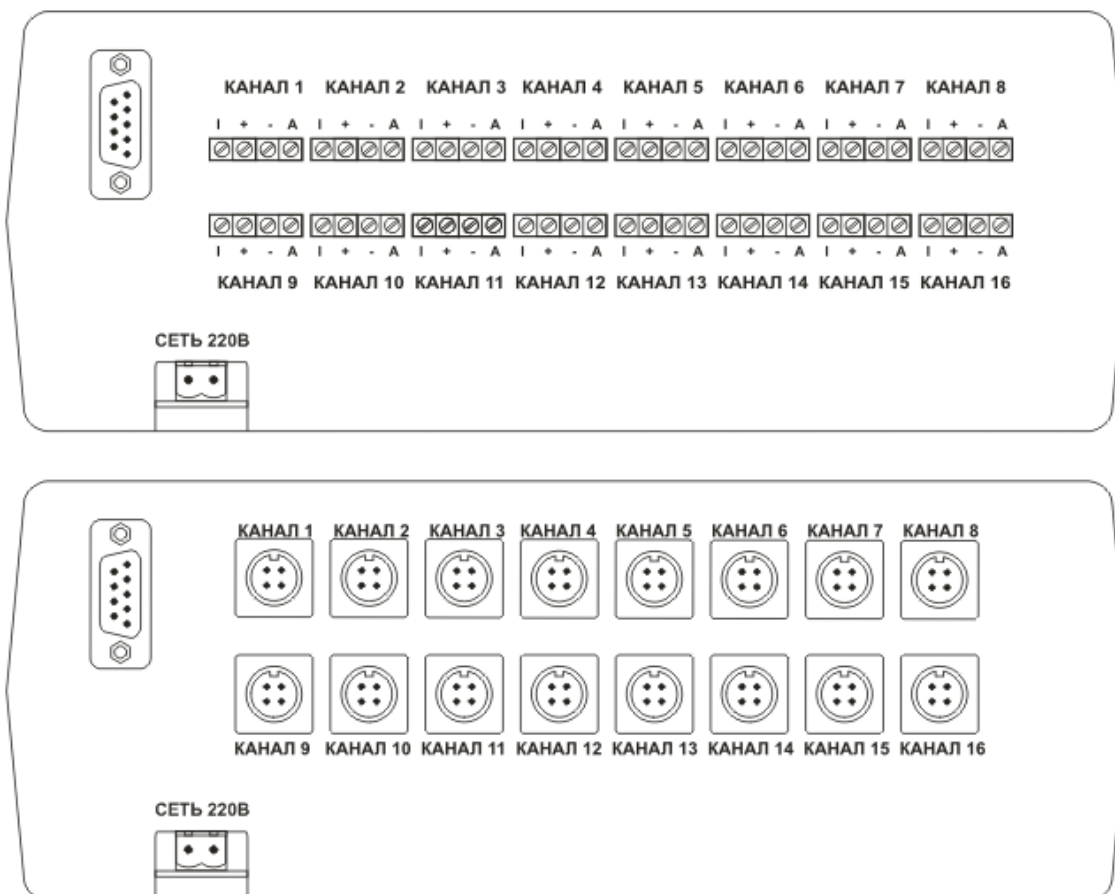 КАНАЛ 1 КАНАЛ 2 КАНАЛ 3 КАНАЛ 4 КАНАЛ 5 КАНАЛ 6 КАНАЛ 7 КАНАЛ 8
I + - A I + - A I + - A I + - A I + - A I + - A I + - A I + - A
I + - A I + - A I + - A I + - A I + - A I + - A I + - A I + - A
КАНАЛ 9 КАНАЛ 10 КАНАЛ 11 КАНАЛ 12 КАНАЛ 13 КАНАЛ 14 КАНАЛ 15 КАНАЛ 16
СЕТЬ 220В
КАНАЛ 1 КАНАЛ 2 КАНАЛ 3 КАНАЛ 4 КАНАЛ 5 КАНАЛ 6 КАНАЛ 7 КАНАЛ 8
КАНАЛ 9 КАНАЛ 10 КАНАЛ 11 КАНАЛ 12 КАНАЛ 13 КАНАЛ 14 КАНАЛ 15 КАНАЛ 16
СЕТЬ 220В